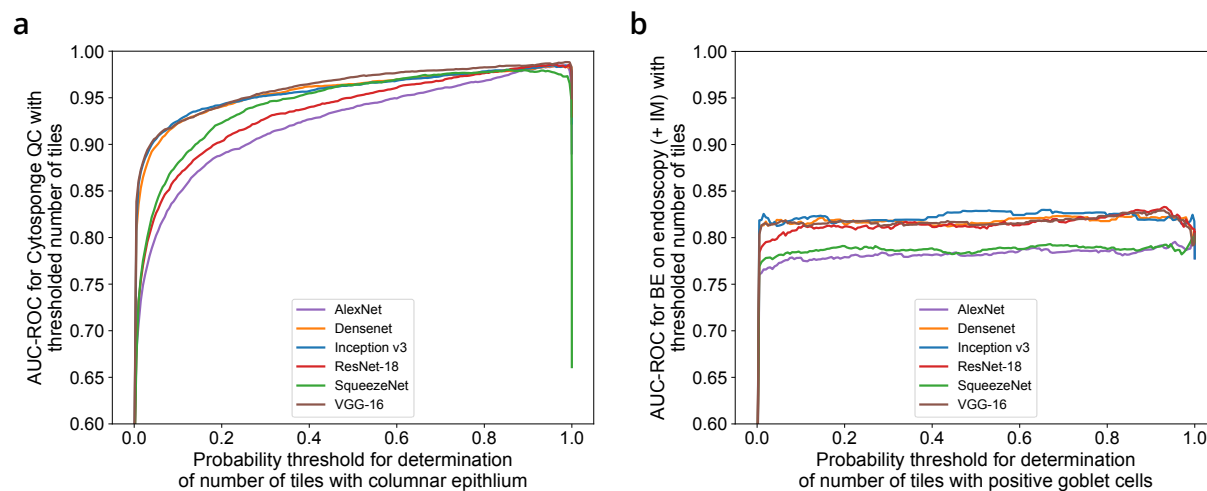 a
AUC-ROC for Cytosponge QC with
thresholded number of tiles
1.00
0.95
0.90
0.85
0.80
0.75
0.70
0.65
0.60
AlexNet
Densenet
Inception v3
ResNet-18
SqueezeNet
VGG-16
0.0 0.2 0.4 0.6 0.8 1.0
Probability threshold for determination
of number of tiles with columnar epithlium
b
AUC-ROC for BE on endoscopy (+ IM) with
thresholded number of tiles
1.00
0.95
0.90
0.85
0.80
0.75
0.70
0.65
0.60
AlexNet
Densenet
Inception v3
ResNet-18
SqueezeNet
VGG-16
0.0 0.2 0.4 0.6 0.8 1.0
Probability threshold for determination
of number of tiles with positive goblet cells